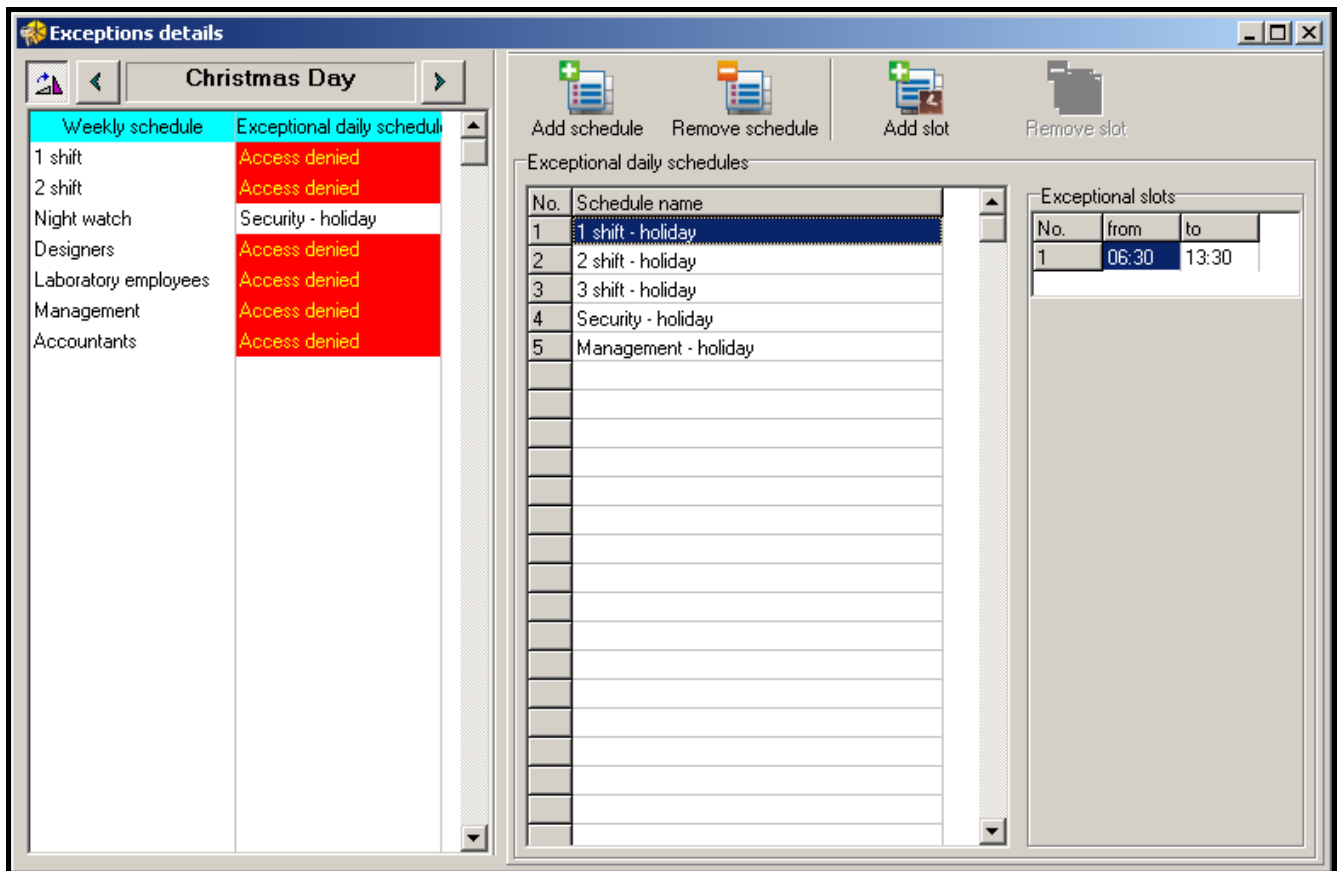 Exceptions details
Christmas Day
Weekly schedule Exceptional daily schedul
1 shift Access denied
2 shift Access denied
Night watch Security - holiday
Designers Access denied
Laboratory employees Access denied
Management Access denied
Accountants Access denied
Add schedule Remove schedule Add slot Remove slot
Exceptional daily schedules
No. Schedule name
1 1 shift - holiday
2 2 shift - holiday
3 3 shift - holiday
4 Security - holiday
5 Management - holiday
Exceptional slots
No. from to
1 06:30 13:30